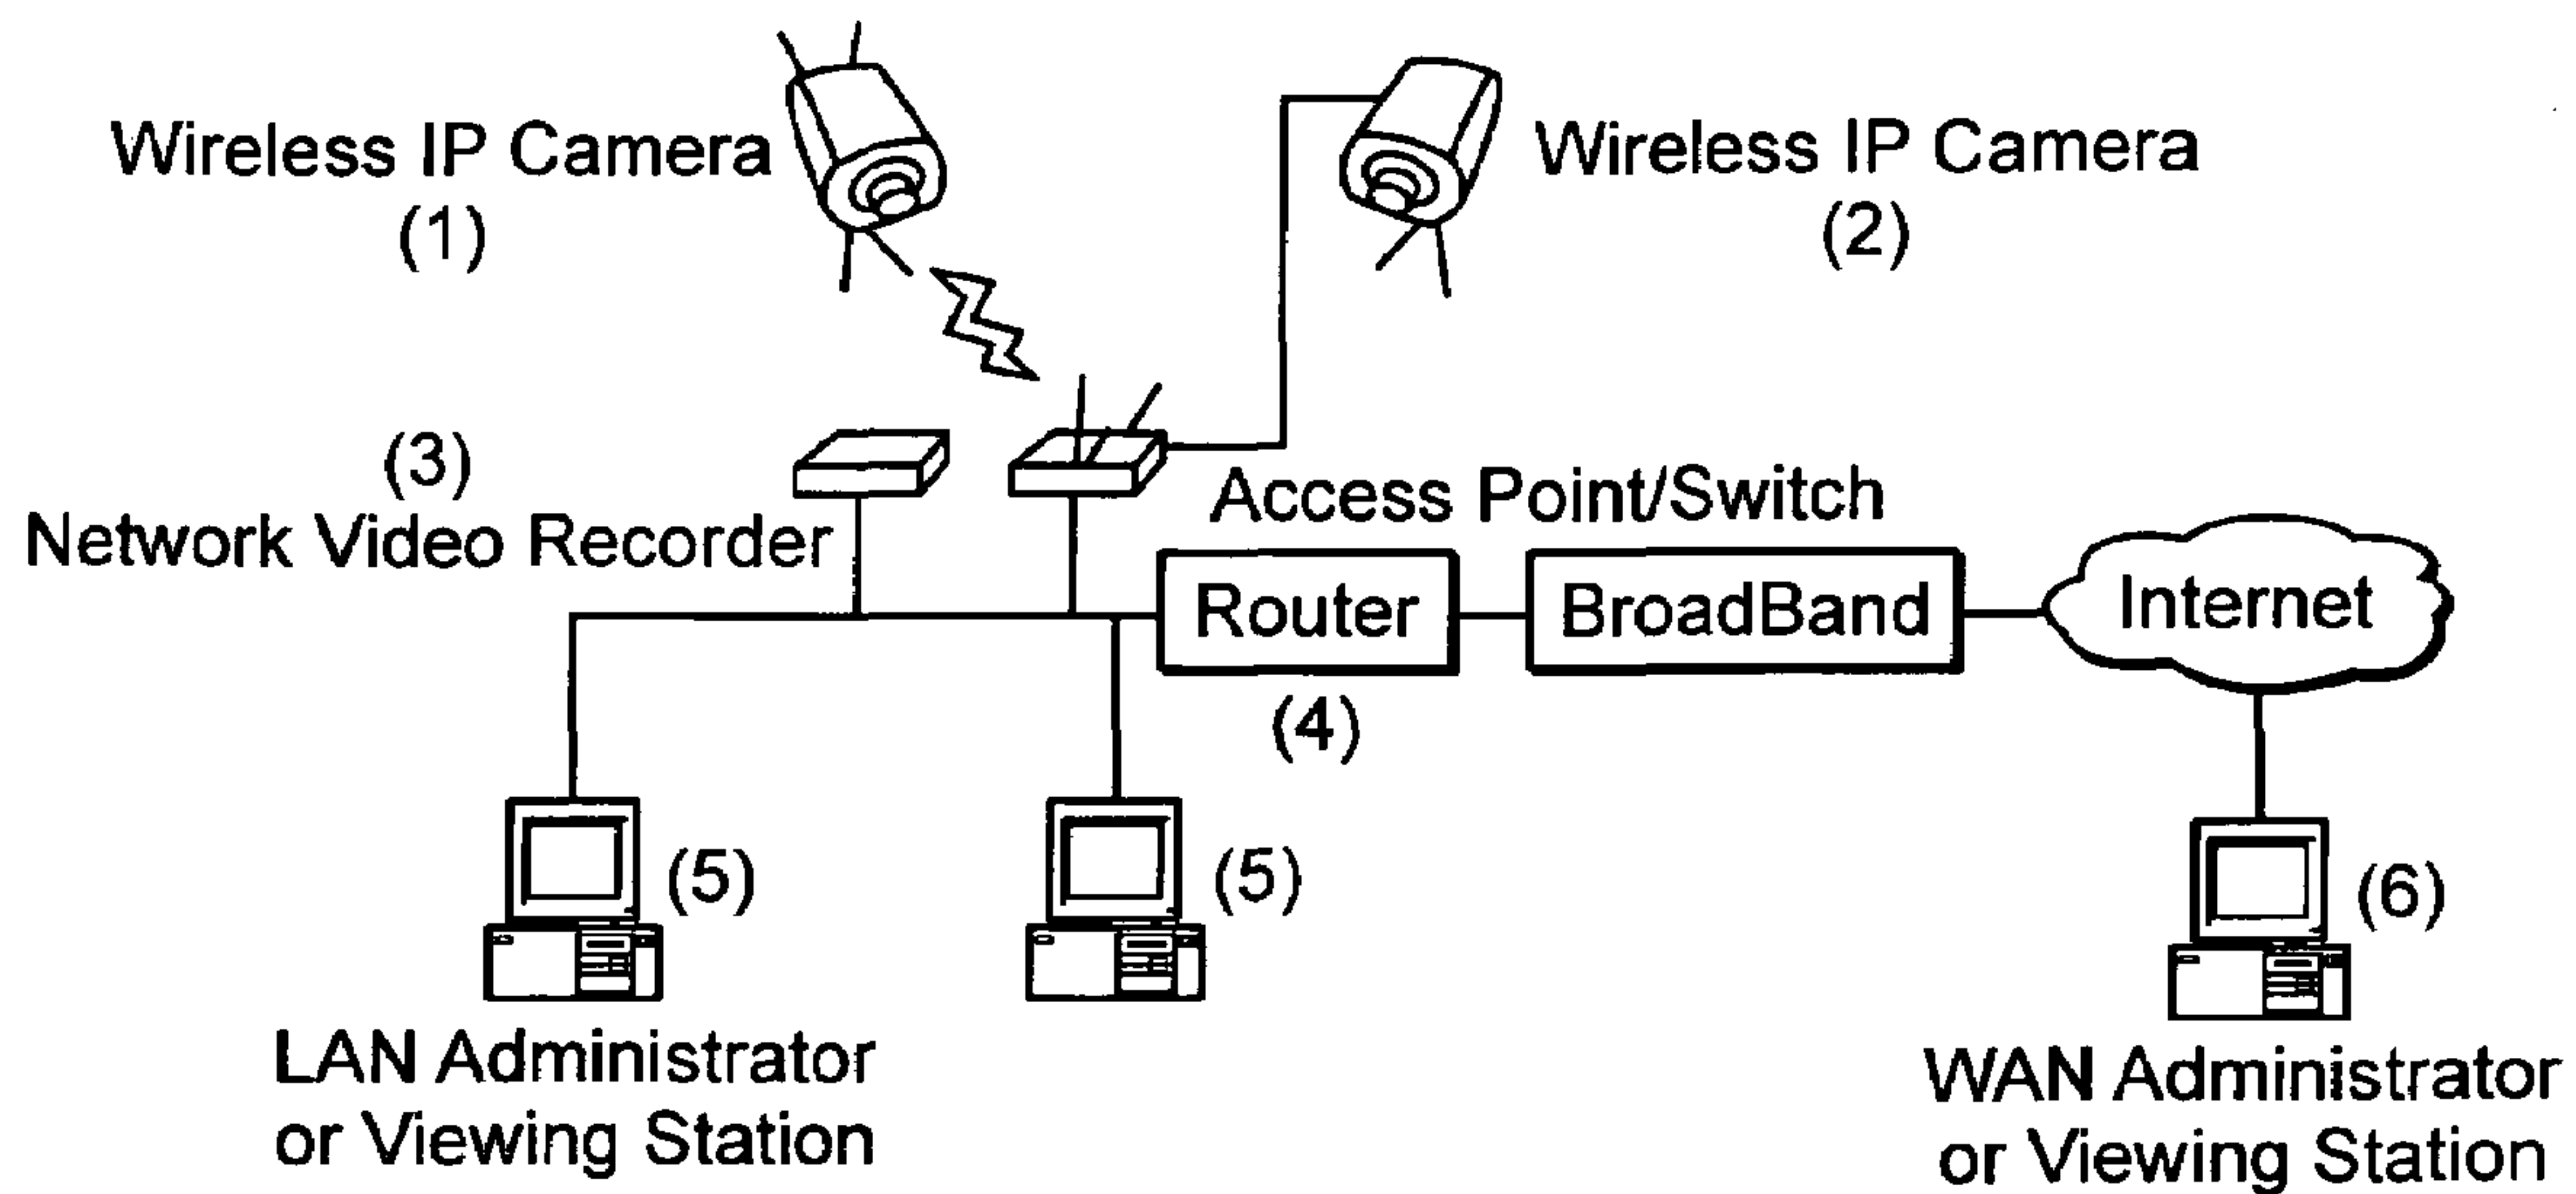 Wireless IP Camera
(1)
Wireless IP Camera
(2)
(3)
Network Video Recorder
Access Point/Switch
Router
(4)
BroadBand
Internet
(5)
(5)
(6)
LAN Administrator
or Viewing Station
WAN Administrator
or Viewing Station